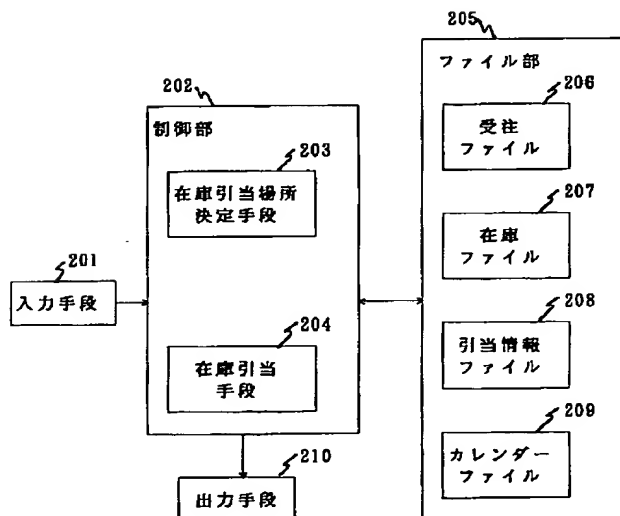 205
ファイル部
202
206
制御部
受注
ファイル
203
在庫引当場所
決定手段
207
在庫
ファイル
201
入力手段
208
204
引当情報
ファイル
在庫引当
手段
209
カレンダー
ファイル
210
出力手段